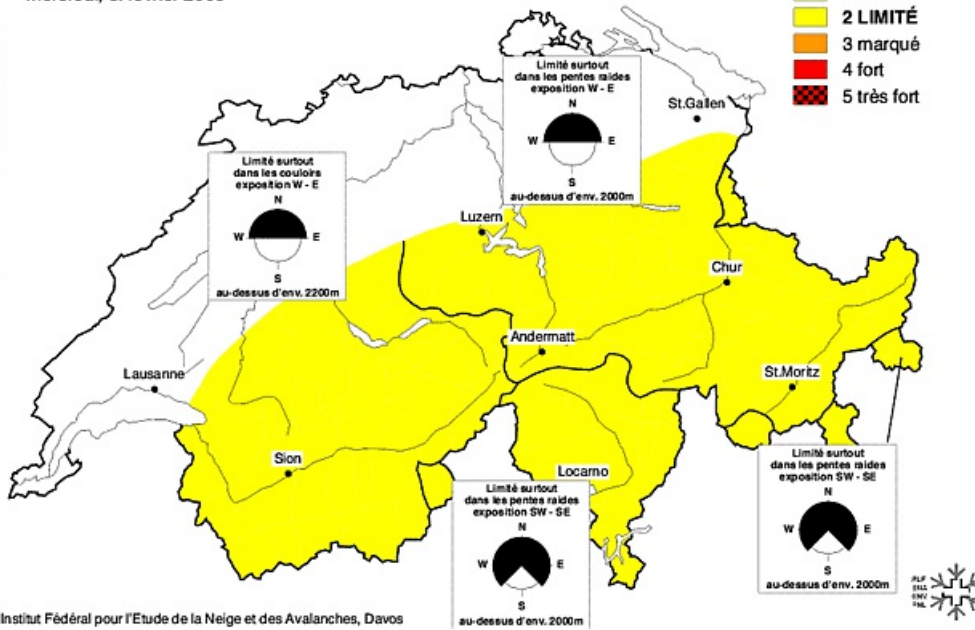 2 LIMITÉ
3 marqué
4 fort
5 très fort
Limité surtout
dans les pentes raides
exposition W - E
N
W E
S
au-dessus d'env. 2000m
St.Gallen
Limité surtout
dans les couloirs
exposition W - E
N
W E
S
au-dessus d'env. 2200m
Luzern
Chur
Andermatt
Lausanne
St.Moritz
Sion
Locarno
Limité surtout
dans les pentes raides
exposition SW - SE
N
W E
S
au-dessus d'env. 2000m
Limité surtout
dans les pentes raides
exposition SW - SE
N
W E
S
au-dessus d'env. 2000m
SLF
ENA
ENV
SNL
Institut Fédéral pour l'Etude de la Neige et des Avalanches, Davos